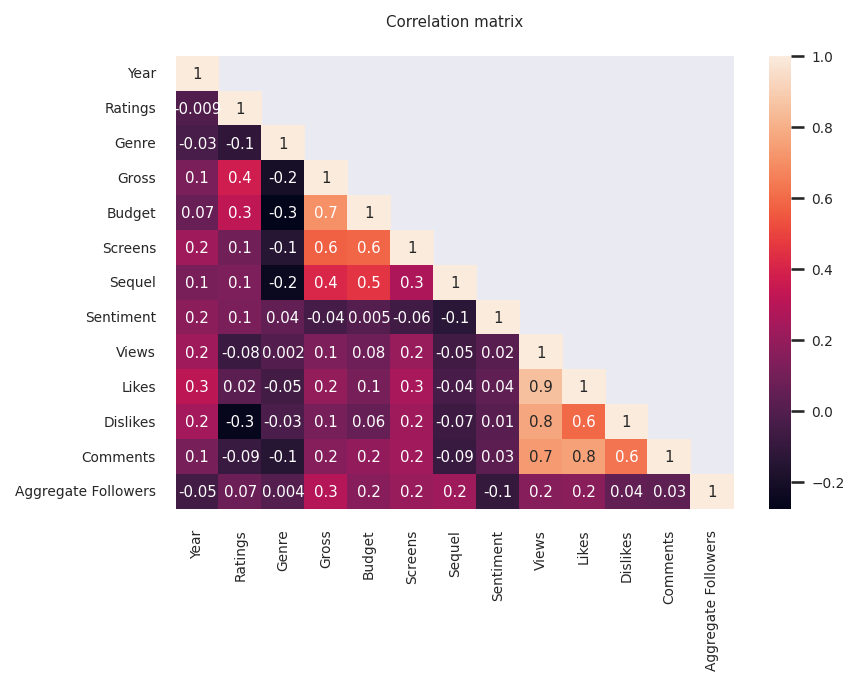 Correlation matrix
Year 1
Ratings -0.009 1
Genre -0.03 -0.1 1
Gross 0.1 0.4 -0.2 1
Budget 0.07 0.3 -0.3 0.7 1
Screens 0.2 0.1 -0.1 0.6 0.6 1
Sequel 0.1 0.1 -0.2 0.4 0.5 0.3 1
Sentiment 0.2 0.1 0.04 -0.04 0.005 -0.06 -0.1 1
Views 0.2 -0.08 0.002 0.1 0.08 0.2 -0.05 0.02 1
Likes 0.3 0.02 -0.05 0.2 0.1 0.3 -0.04 0.04 0.9 1
Dislikes 0.2 -0.3 -0.03 0.1 0.06 0.2 -0.07 0.01 0.8 0.6 1
Comments 0.1 -0.09 -0.1 0.2 0.2 0.2 -0.09 0.03 0.7 0.8 0.6 1
Aggregate Followers -0.05 0.07 0.004 0.3 0.2 0.2 0.2 -0.1 0.2 0.2 0.04 0.03 1
Year
Ratings
Genre
Gross
Budget
Screens
Sequel
Sentiment
Views
Likes
Dislikes
Comments
Aggregate Followers
1.0
0.8
0.6
0.4
0.2
0.0
−0.2